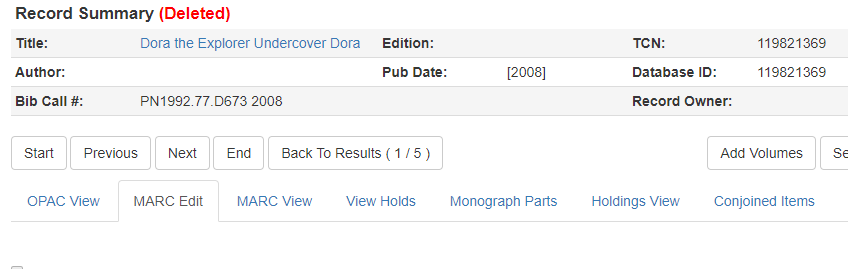 Record Summary (Deleted)
Title: Dora the Explorer Undercover Dora Edition: TCN: 119821369
Author: Pub Date: [2008] Database ID: 119821369
Bib Call #: PN1992.77.D673 2008 Record Owner:
Start Previous Next End Back To Results ( 1 / 5 ) Add Volumes Se
OPAC View MARC Edit MARC View View Holds Monograph Parts Holdings View Conjoined Items